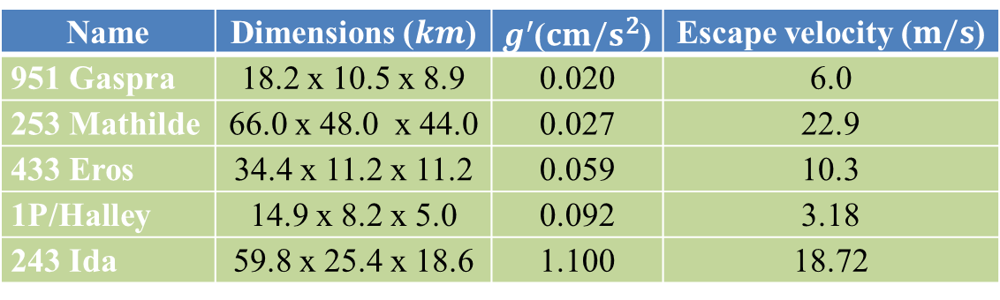 Name Dimensions (km) g′(cm/s²) Escape velocity (m/s)
951 Gaspra 18.2 x 10.5 x 8.9 0.020 6.0
253 Mathilde 66.0 x 48.0 x 44.0 0.027 22.9
433 Eros 34.4 x 11.2 x 11.2 0.059 10.3
1P/Halley 14.9 x 8.2 x 5.0 0.092 3.18
243 Ida 59.8 x 25.4 x 18.6 1.100 18.72